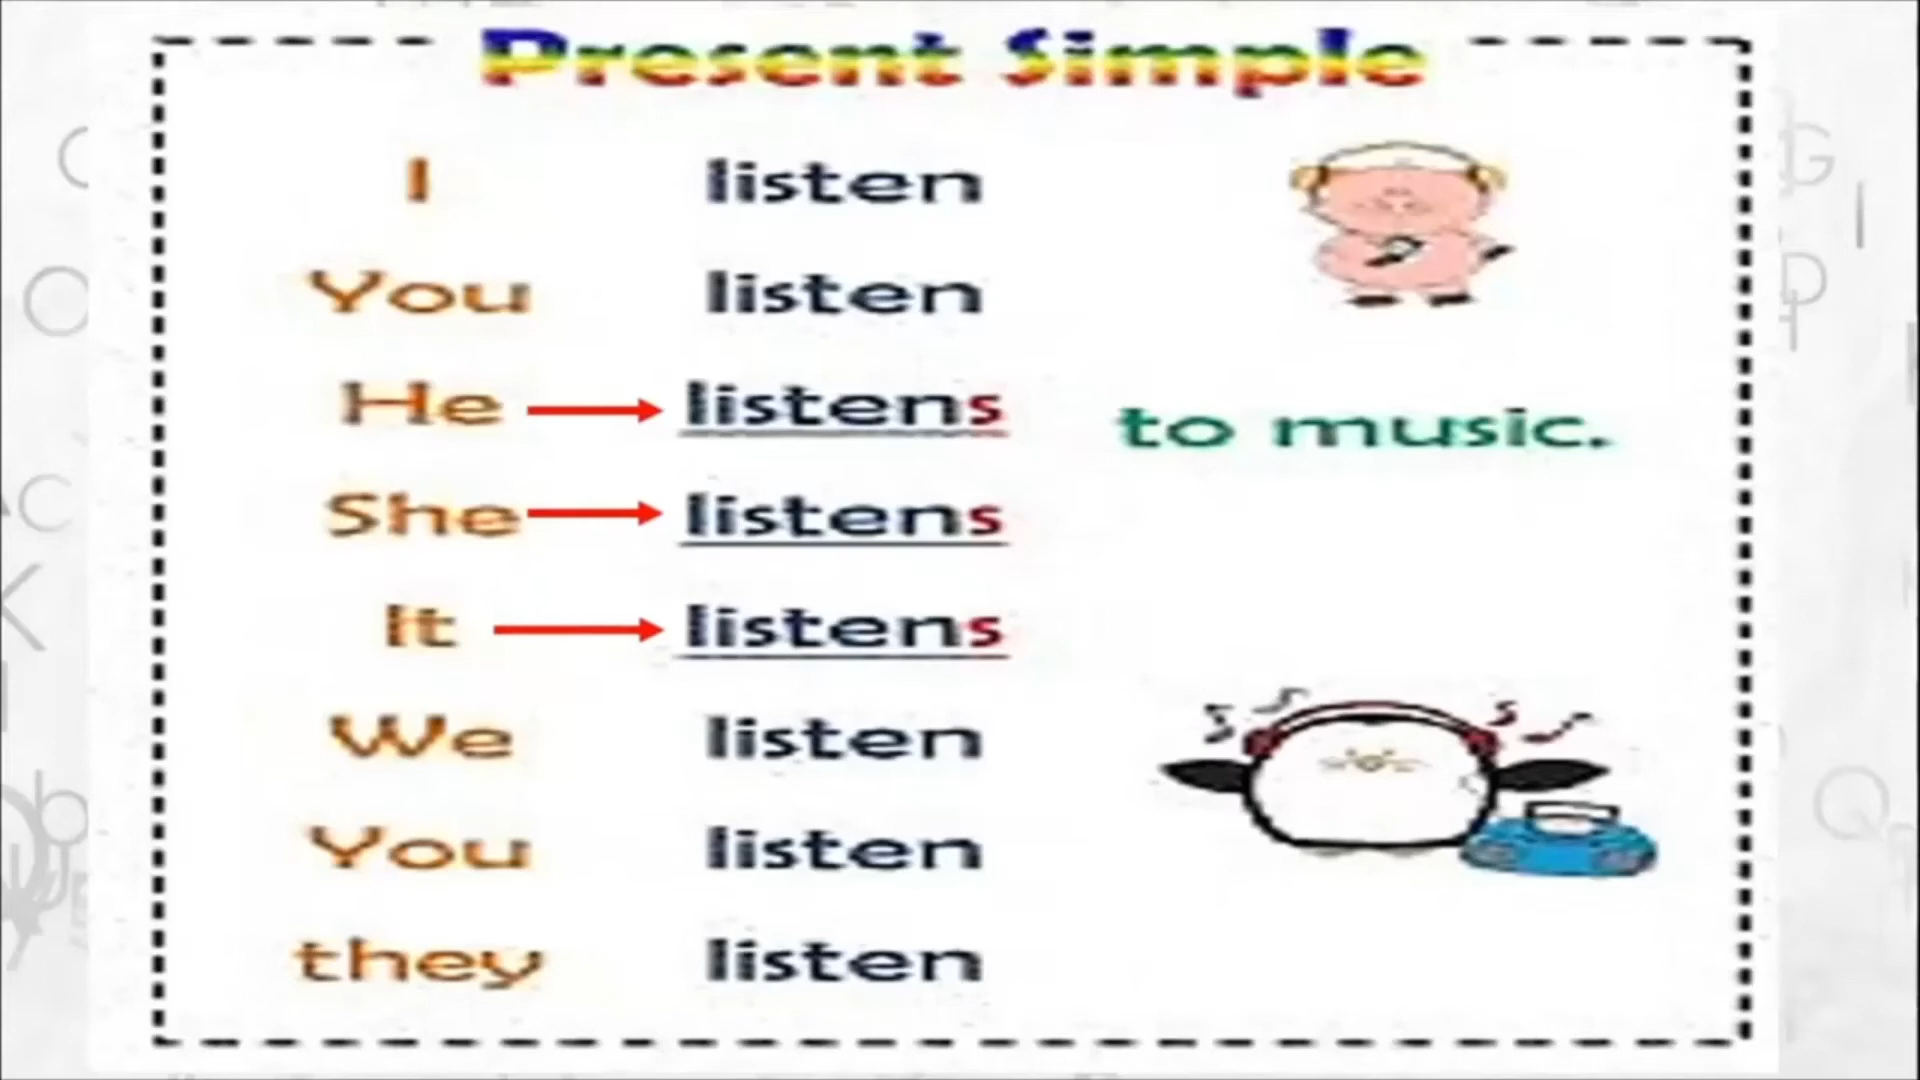 Present Simple
I listen
You listen
He listens
to music.
She listens
It listens
We listen
You listen
they listen